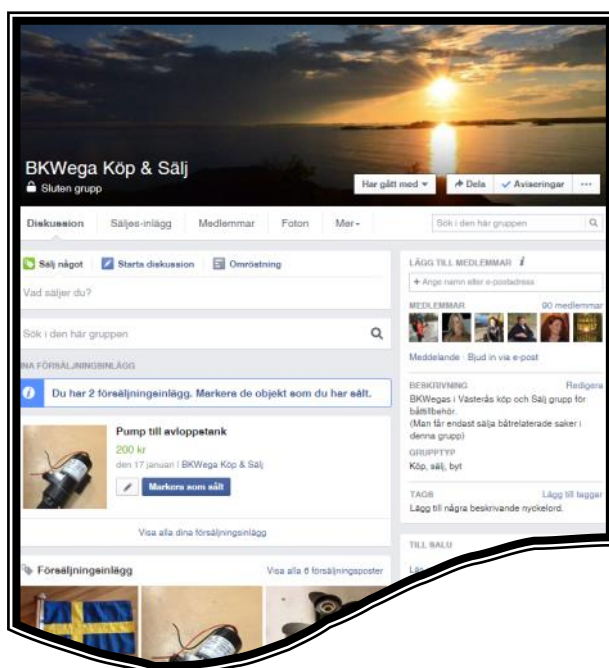 BKWega Köp & Sälj
Sluten grupp
Har gått med
Dela
Aviseringar
Diskussion
Säljes-inlägg
Medlemmar
Foton
Mer
Sök i den här gruppen
Sälj något
Starta diskussion
Omröstning
Vad säljer du?
Sök i den här gruppen
INA FÖRSÄLJNINGSINLÄGG
Du har 2 försäljningsinlägg. Markera de objekt som du har sålt.
Pump till avloppstank
200 kr
den 17 januari i BKWega Köp & Sälj
Markera som sålt
Visa alla dina försäljningsinlägg
Försäljningsinlägg
Visa alla 6 försäljningsposter
LÄGG TILL MEDLEMMAR
+ Ange namn eller e-postadress
MEDLEMMAR
90 medlemmar
Meddelande · Bjud in via e-post
BESKRIVNING
Redigera
BKWegas i Västerås köp och Sälj grupp för
båttillbehör.
(Man får endast sälja båtrelaterade saker i
denna grupp)
GRUPPTYP
Köp, sälj, byt
TAGS
Lägg till taggar
Lägg till några beskrivande nyckelord.
TILL SALU